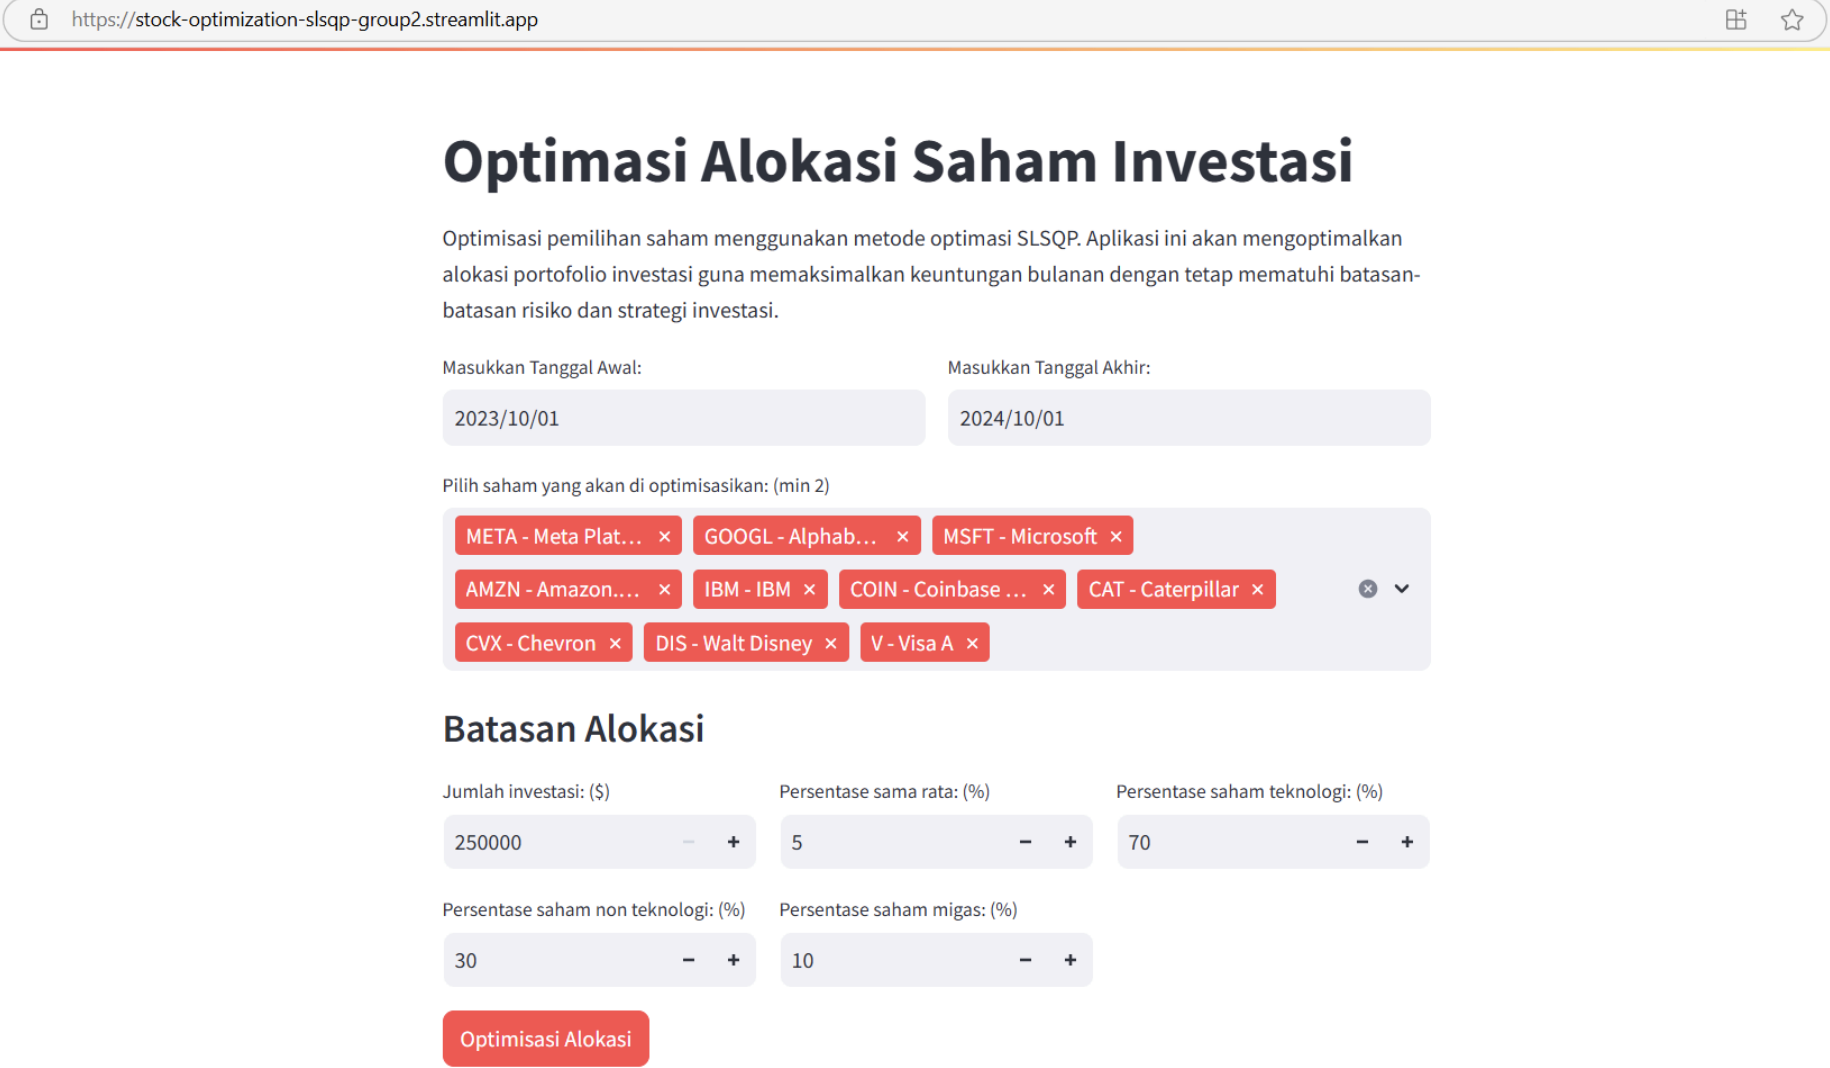 https://stock-optimization-slsqp-group2.streamlit.app
Optimasi Alokasi Saham Investasi
Optimisasi pemilihan saham menggunakan metode optimasi SLSQP. Aplikasi ini akan mengoptimalkan
alokasi portofolio investasi guna memaksimalkan keuntungan bulanan dengan tetap mematuhi batasan-
batasan risiko dan strategi investasi.
Masukkan Tanggal Awal: Masukkan Tanggal Akhir:
2023/10/01 2024/10/01
Pilih saham yang akan di optimisasikan: (min 2)
META - Meta Plat... × GOOGL - Alphab... × MSFT - Microsoft ×
AMZN - Amazon.... × IBM - IBM × COIN - Coinbase ... × CAT - Caterpillar ×
CVX - Chevron × DIS - Walt Disney × V - Visa A ×
Batasan Alokasi
Jumlah investasi: ($) Persentase sama rata: (%) Persentase saham teknologi: (%)
250000 − + 5 − + 70 − +
Persentase saham non teknologi: (%) Persentase saham migas: (%)
30 − + 10 − +
Optimisasi Alokasi